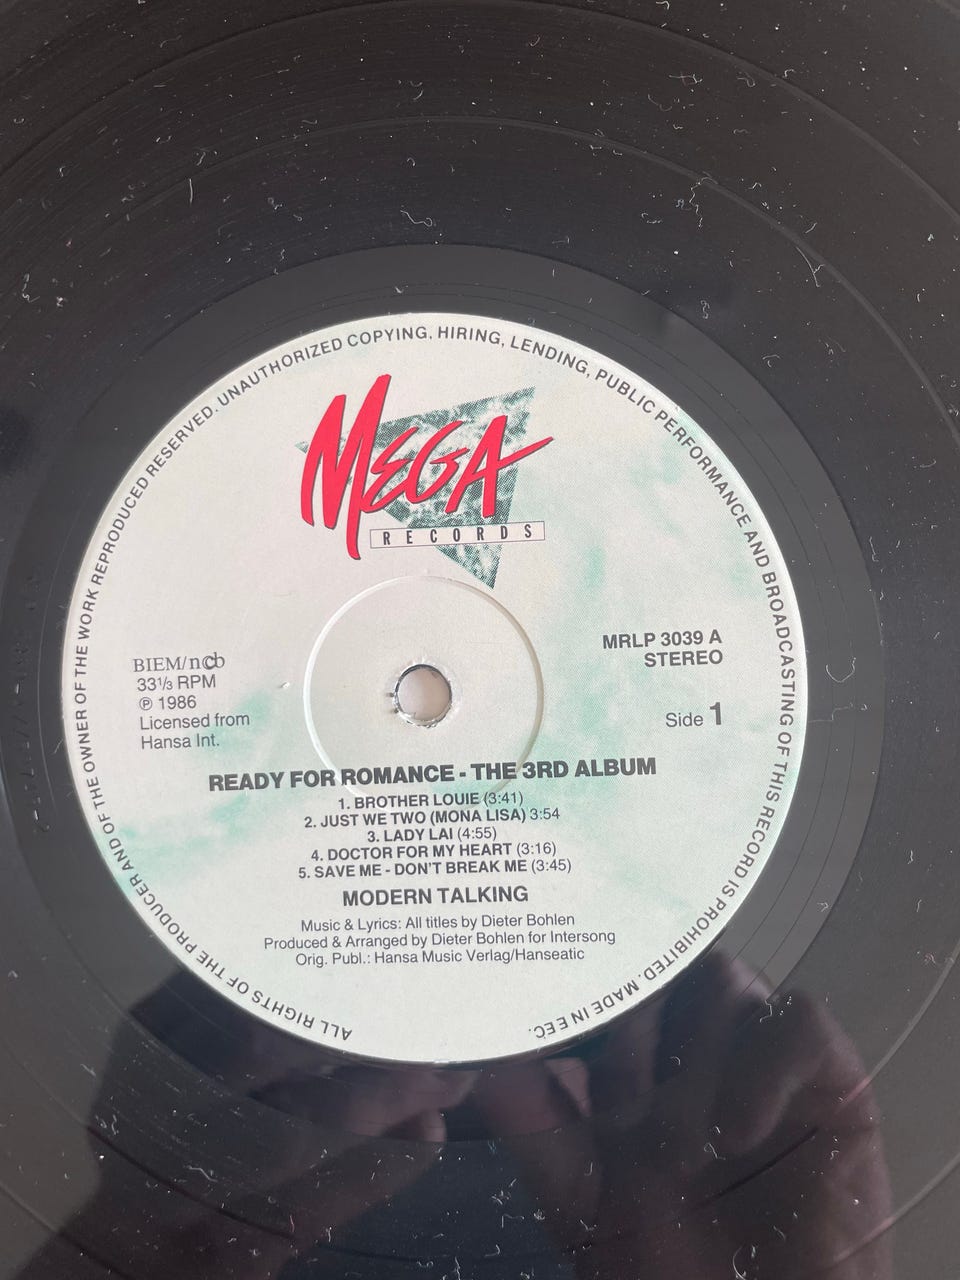 ALL RIGHTS OF THE PRODUCER AND OF THE OWNER OF THE WORK REPRODUCED RESERVED. UNAUTHORIZED COPYING, HIRING, LENDING, PUBLIC PERFORMANCE AND BROADCASTING OF THIS RECORD IS PROHIBITED. MADE IN EEC.
MEGA
RECORDS
BIEM/ncb
33⅓ RPM
Ⓟ 1986
Licensed from
Hansa Int.
MRLP 3039 A
STEREO
Side 1
READY FOR ROMANCE - THE 3RD ALBUM
1. BROTHER LOUIE (3:41)
2. JUST WE TWO (MONA LISA) 3:54
3. LADY LAI (4:55)
4. DOCTOR FOR MY HEART (3:16)
5. SAVE ME - DON'T BREAK ME (3:45)
MODERN TALKING
Music & Lyrics: All titles by Dieter Bohlen
Produced & Arranged by Dieter Bohlen for Intersong
Orig. Publ.: Hansa Music Verlag/Hanseatic